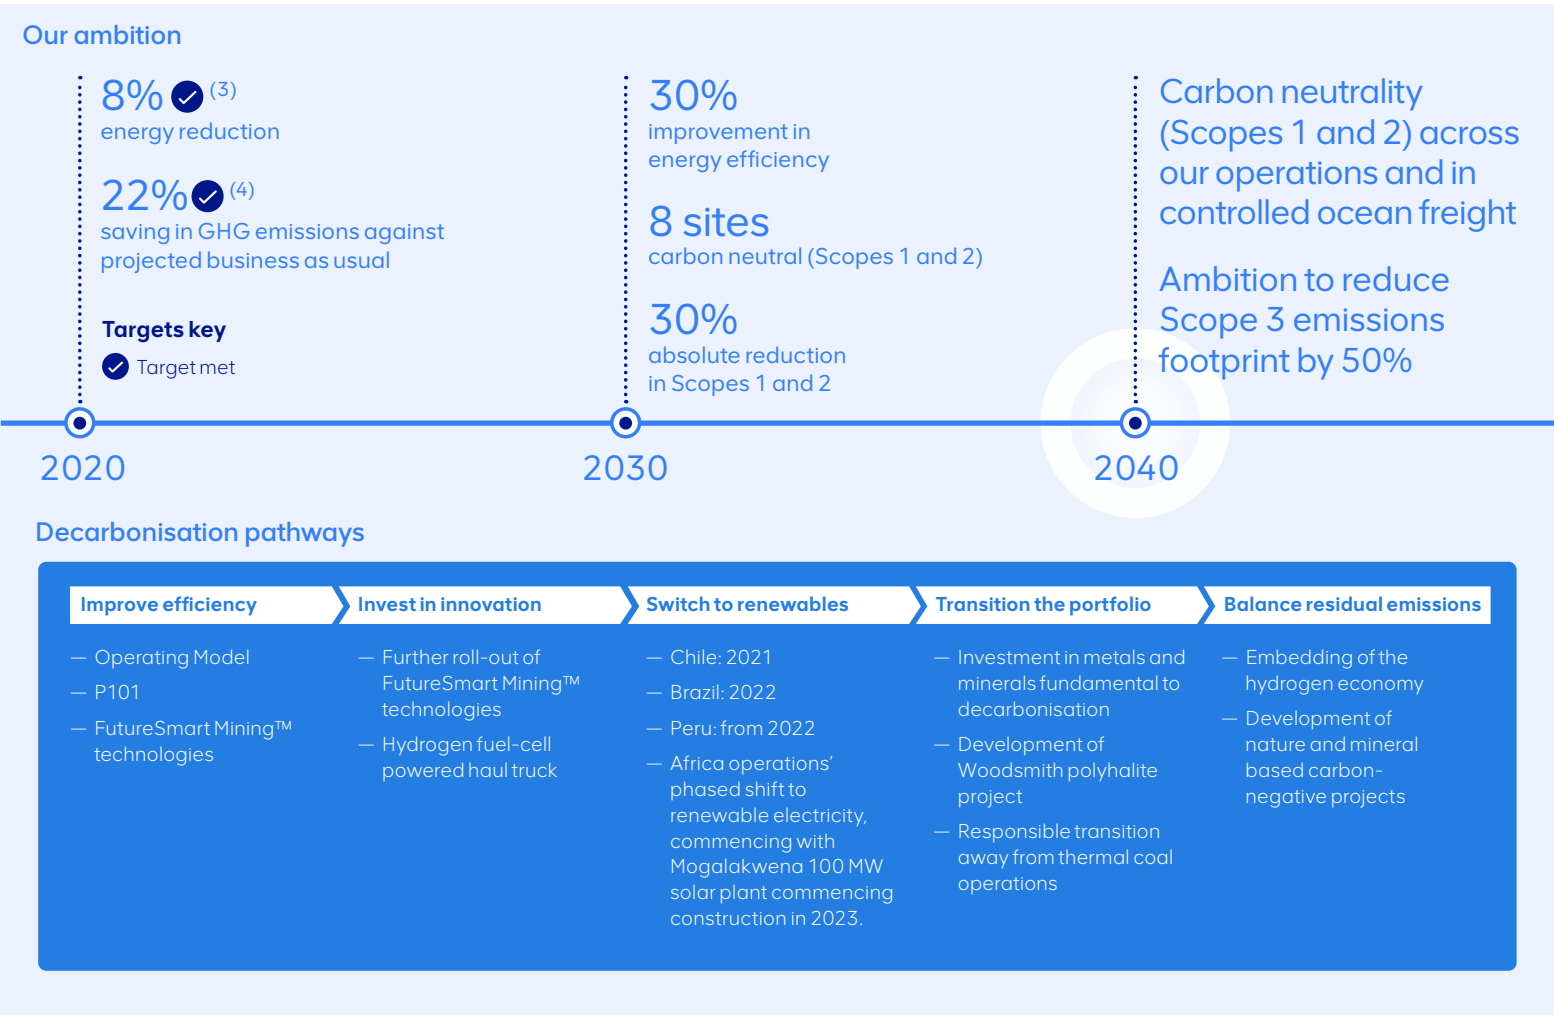 Our ambition
8% (3)
energy reduction
22% (4)
saving in GHG emissions against
projected business as usual
Targets key
Target met
30%
improvement in
energy efficiency
8 sites
carbon neutral (Scopes 1 and 2)
30%
absolute reduction
in Scopes 1 and 2
Carbon neutrality
(Scopes 1 and 2) across
our operations and in
controlled ocean freight
Ambition to reduce
Scope 3 emissions
footprint by 50%
2020
2030
2040
Decarbonisation pathways
Improve efficiency
— Operating Model
— P101
— FutureSmart Mining™
technologies
Invest in innovation
— Further roll-out of
FutureSmart Mining™
technologies
— Hydrogen fuel-cell
powered haul truck
Switch to renewables
— Chile: 2021
— Brazil: 2022
— Peru: from 2022
— Africa operations’
phased shift to
renewable electricity,
commencing with
Mogalakwena 100 MW
solar plant commencing
construction in 2023.
Transition the portfolio
— Investment in metals and
minerals fundamental to
decarbonisation
— Development of
Woodsmith polyhalite
project
— Responsible transition
away from thermal coal
operations
Balance residual emissions
— Embedding of the
hydrogen economy
— Development of
nature and mineral
based carbon-
negative projects